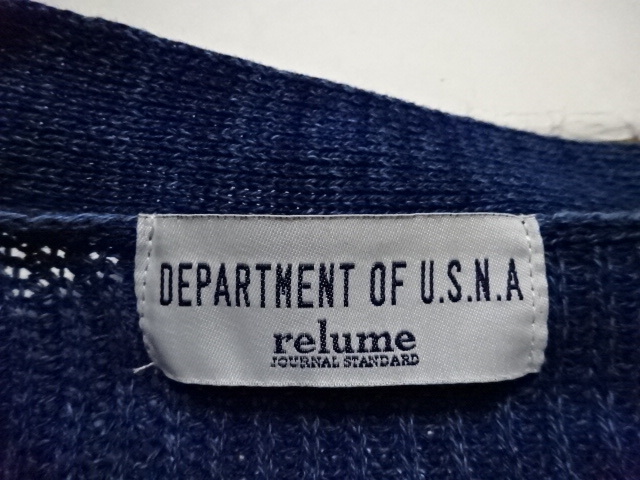 DEPARTMENT OF U.S.N.A
relume
JOURNAL STANDARD